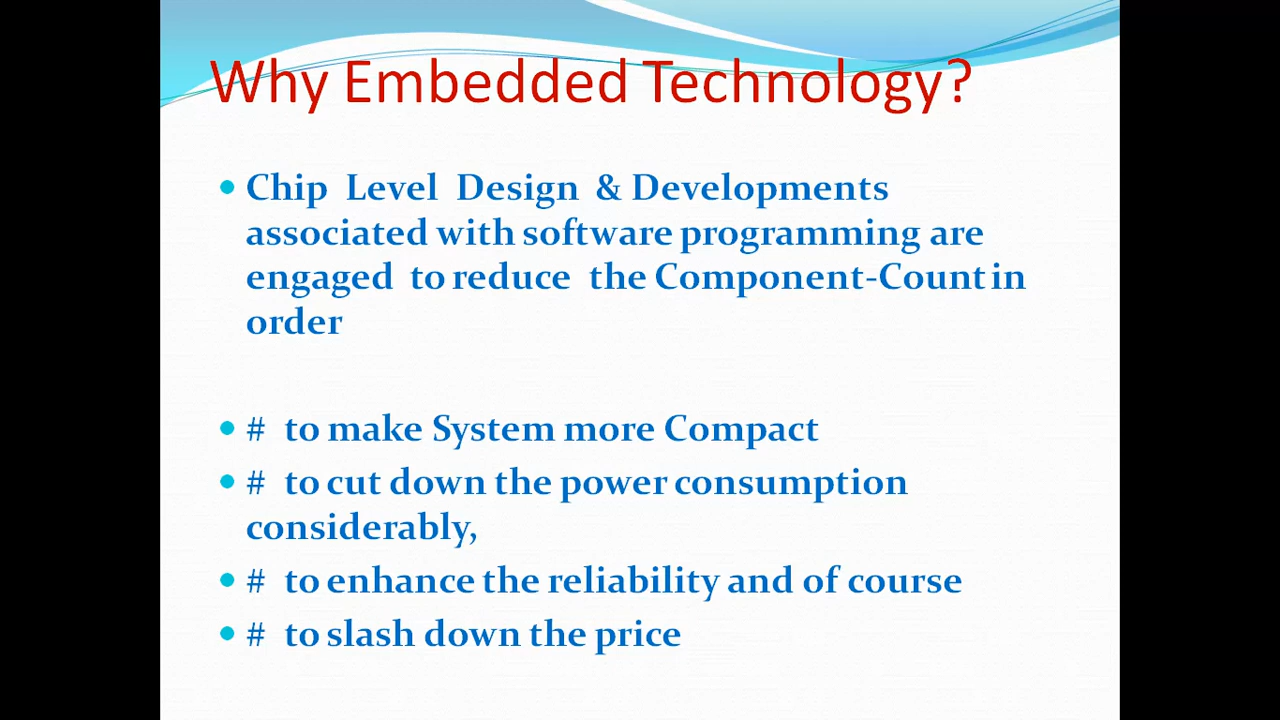 Why Embedded Technology?
Chip Level Design & Developments
associated with software programming are
engaged to reduce the Component-Count in
order
# to make System more Compact
# to cut down the power consumption
considerably,
# to enhance the reliability and of course
# to slash down the price